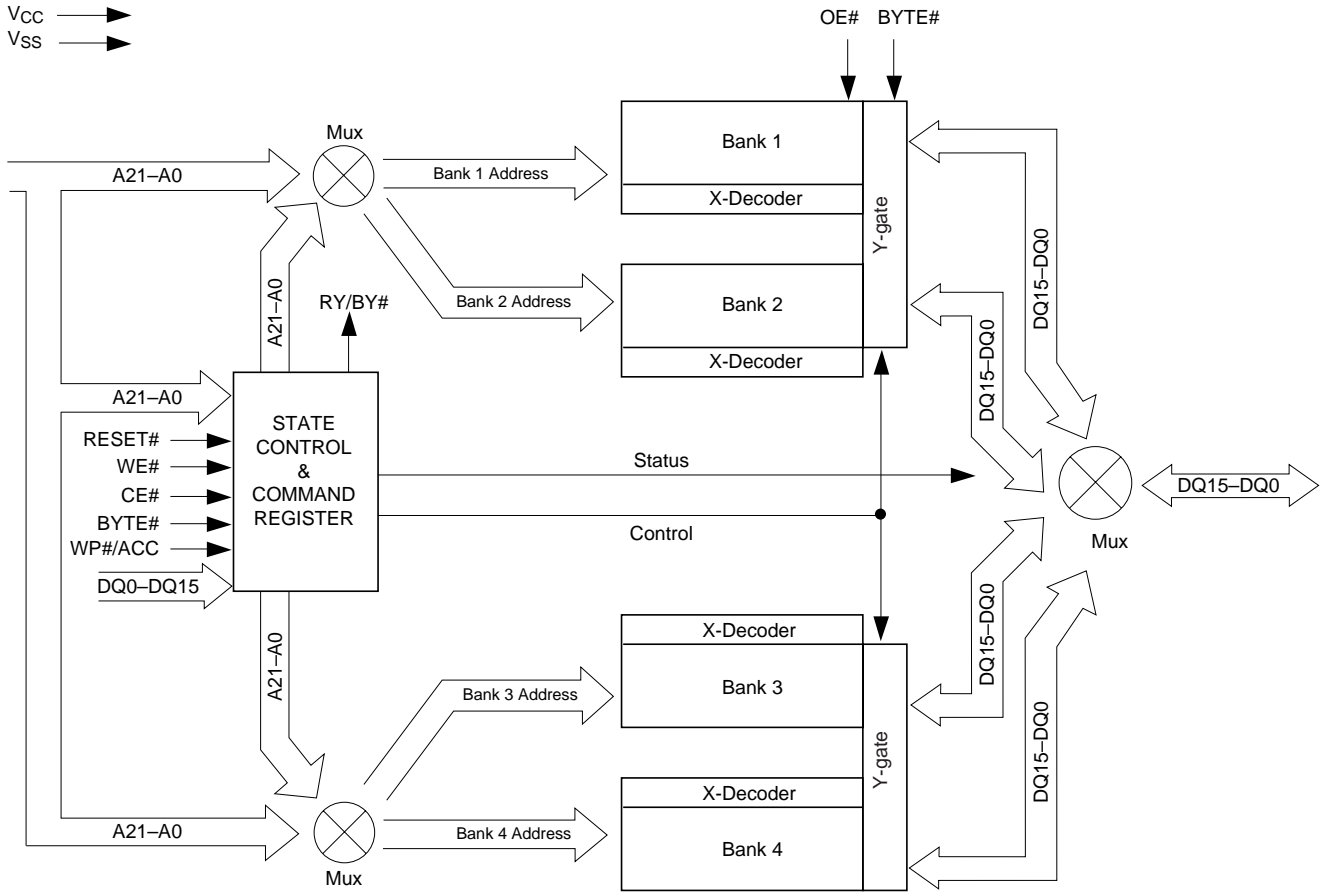 VCC
VSS
OE# BYTE#
Mux
Bank 1
A21–A0
Bank 1 Address
X-Decoder
Y-gate
DQ15–DQ0
A21–A0
RY/BY#
Bank 2 Address
Bank 2
X-Decoder
DQ15–DQ0
A21–A0
STATE
CONTROL
&
COMMAND
REGISTER
RESET#
WE#
CE#
BYTE#
WP#/ACC
DQ0–DQ15
Status
Control
DQ15–DQ0
Mux
A21–A0
X-Decoder
Bank 3
Bank 3 Address
Y-gate
DQ15–DQ0
DQ15–DQ0
X-Decoder
A21–A0
Bank 4 Address
Bank 4
Mux